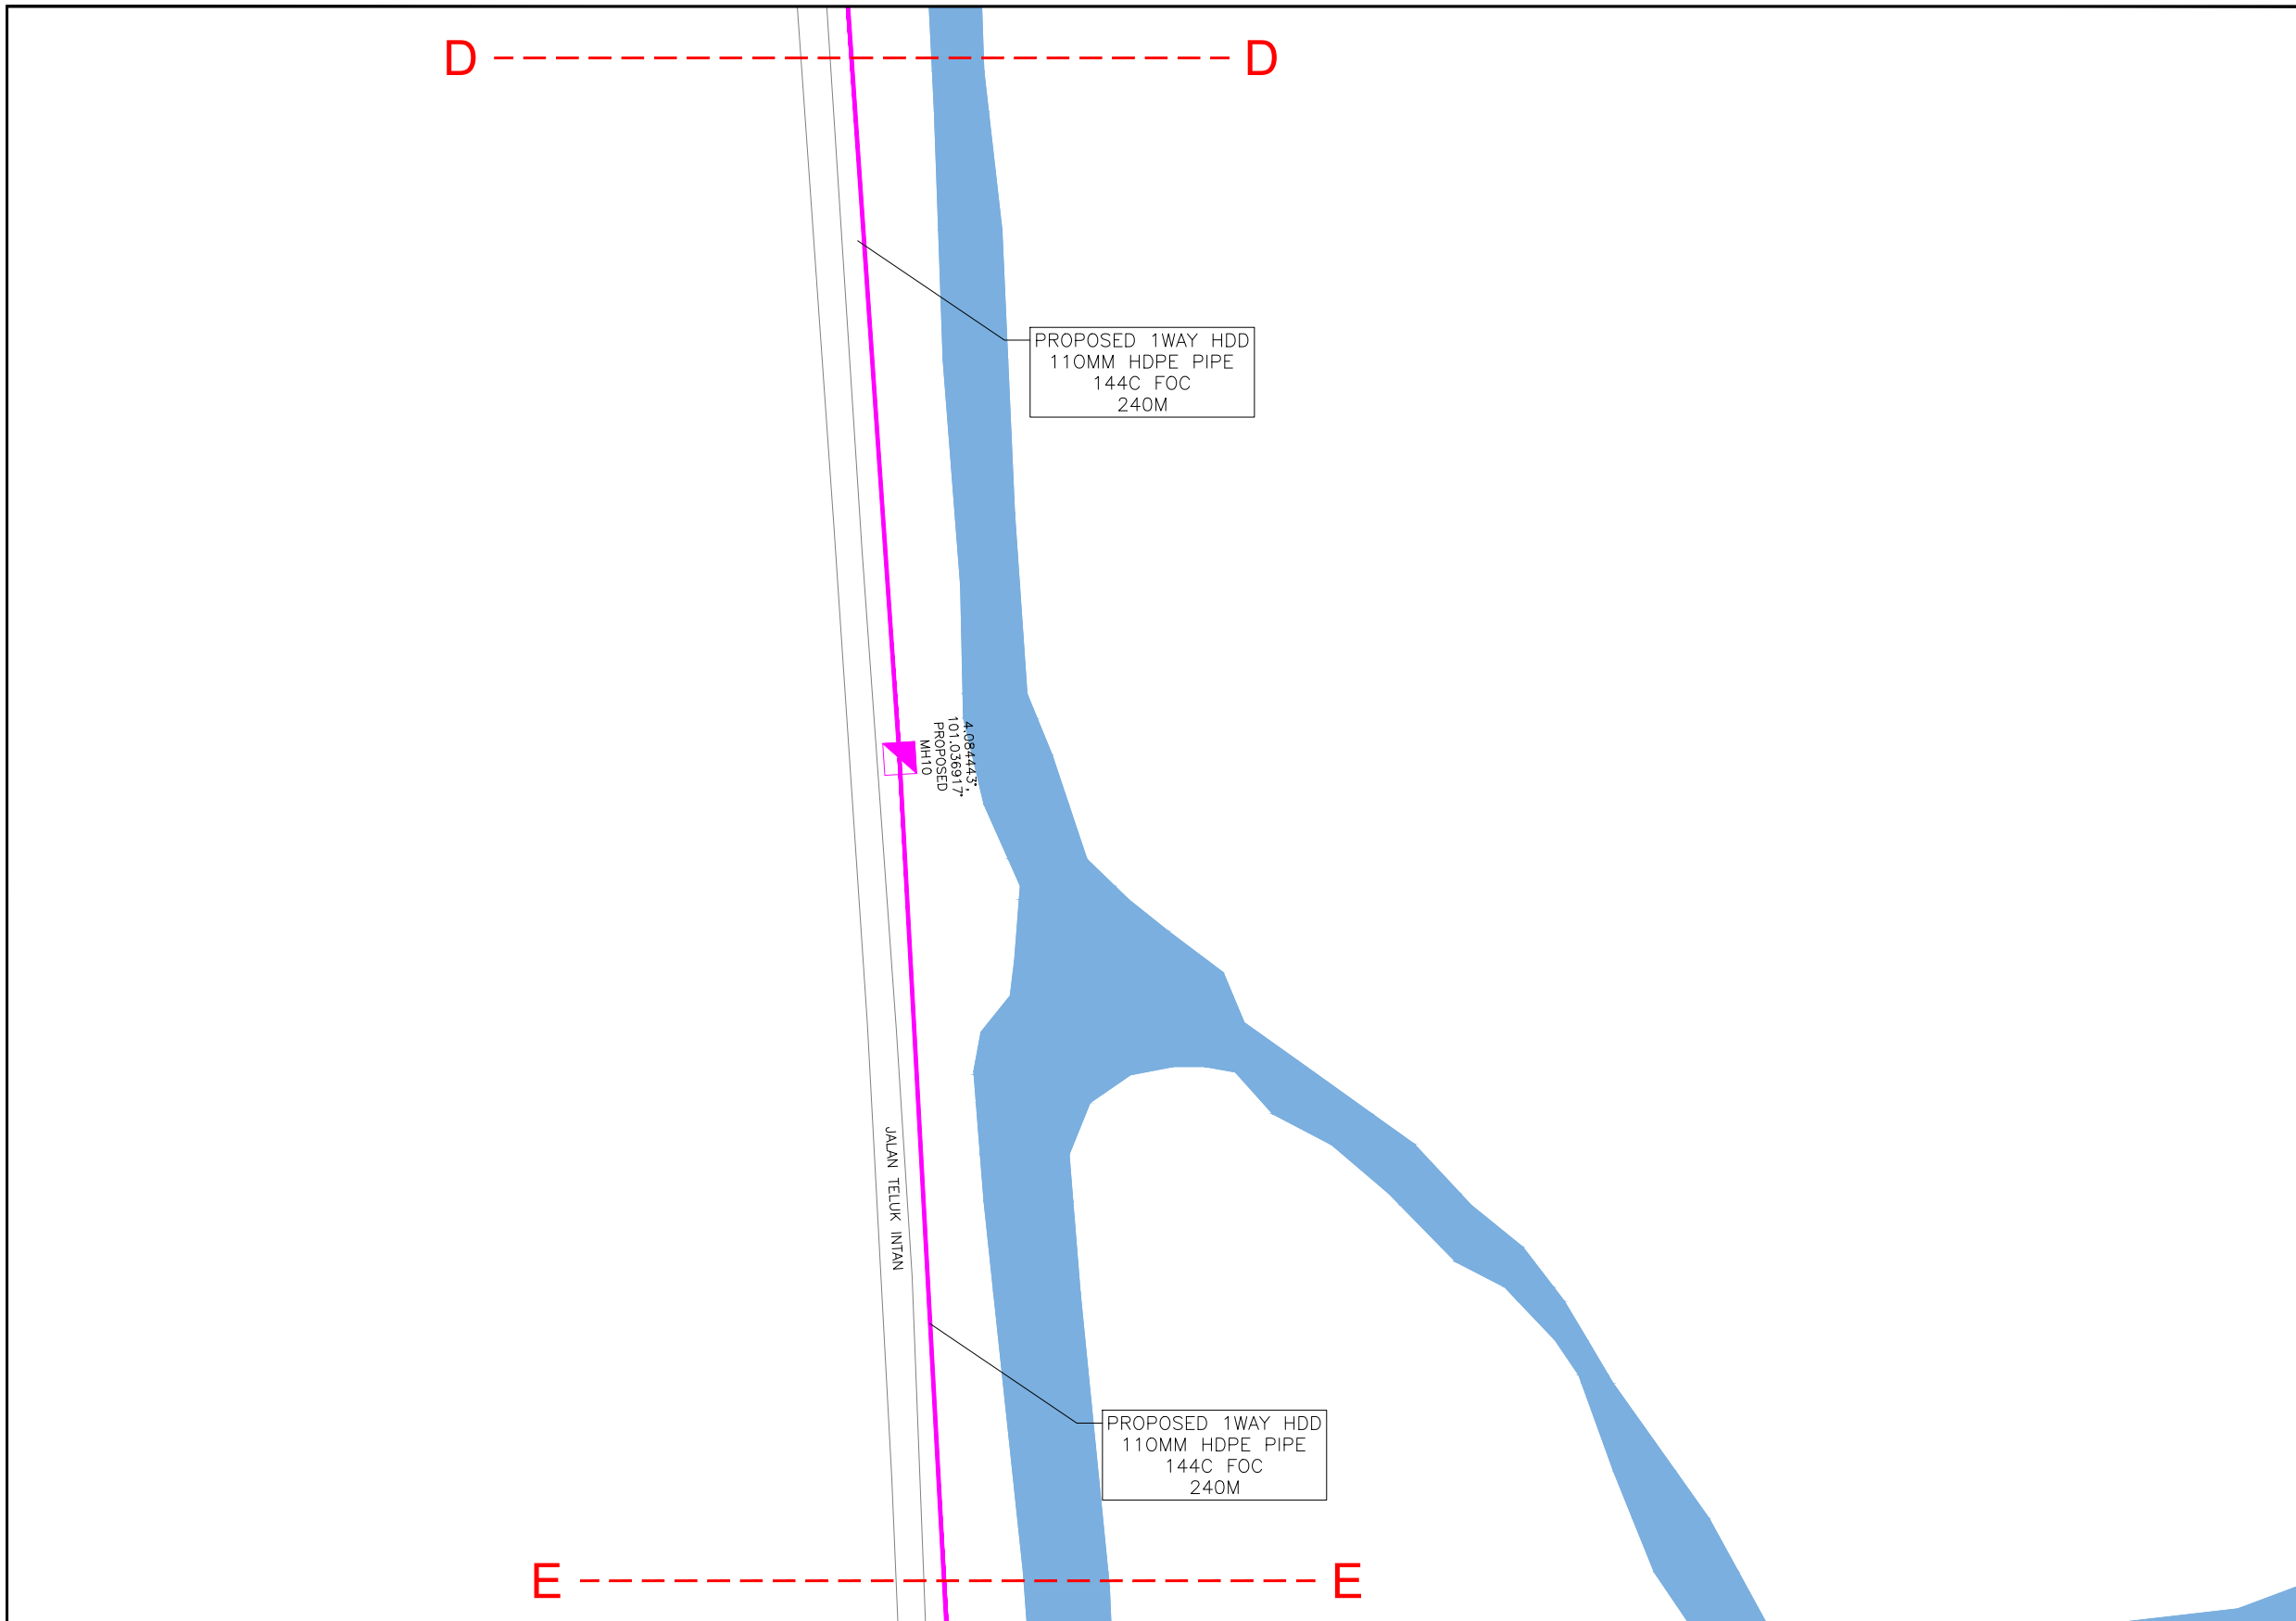 D D
PROPOSED 1WAY HDD
110MM HDPE PIPE
144C FOC
240M
4.084443°,
101.036917°
PROPOSED
MH10
JALAN TELUK INTAN
PROPOSED 1WAY HDD
110MM HDPE PIPE
144C FOC
240M
E E